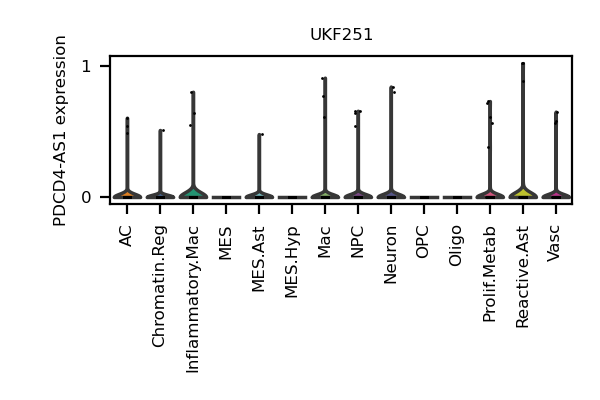 UKF251
PDCD4-AS1 expression
1
0
AC
Chromatin.Reg
Inflammatory.Mac
MES
MES.Ast
MES.Hyp
Mac
NPC
Neuron
OPC
Oligo
Prolif.Metab
Reactive.Ast
Vasc